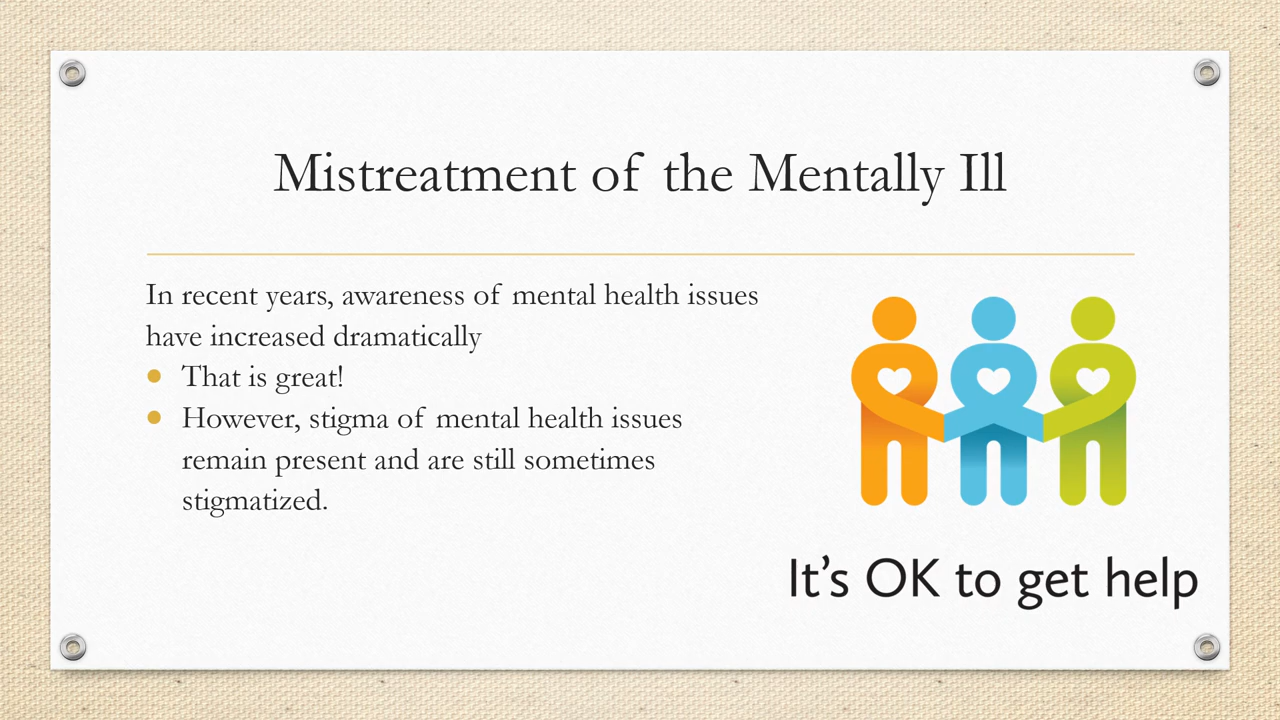 Mistreatment of the Mentally Ill
In recent years, awareness of mental health issues
have increased dramatically
That is great!
However, stigma of mental health issues
remain present and are still sometimes
stigmatized.
It's OK to get help